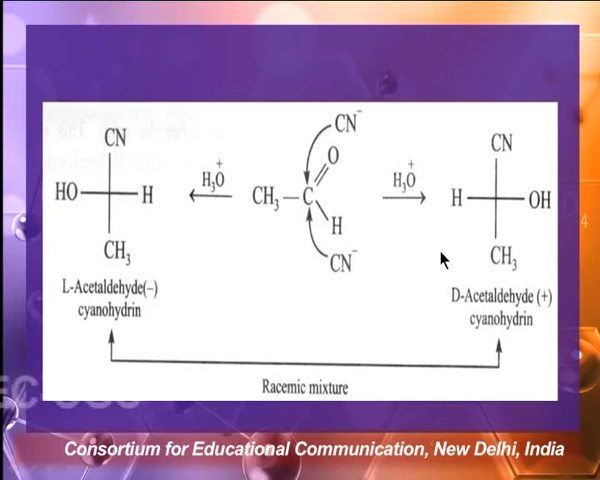 CN
HO
H
CH₃
L-Acetaldehyde(–)
cyanohydrin
H₃O⁺
CN⁻
O
CH₃–C
H
CN⁻
H₃O⁺
CN
H
OH
CH₃
D-Acetaldehyde (+)
cyanohydrin
Racemic mixture
Consortium for Educational Communication, New Delhi, India